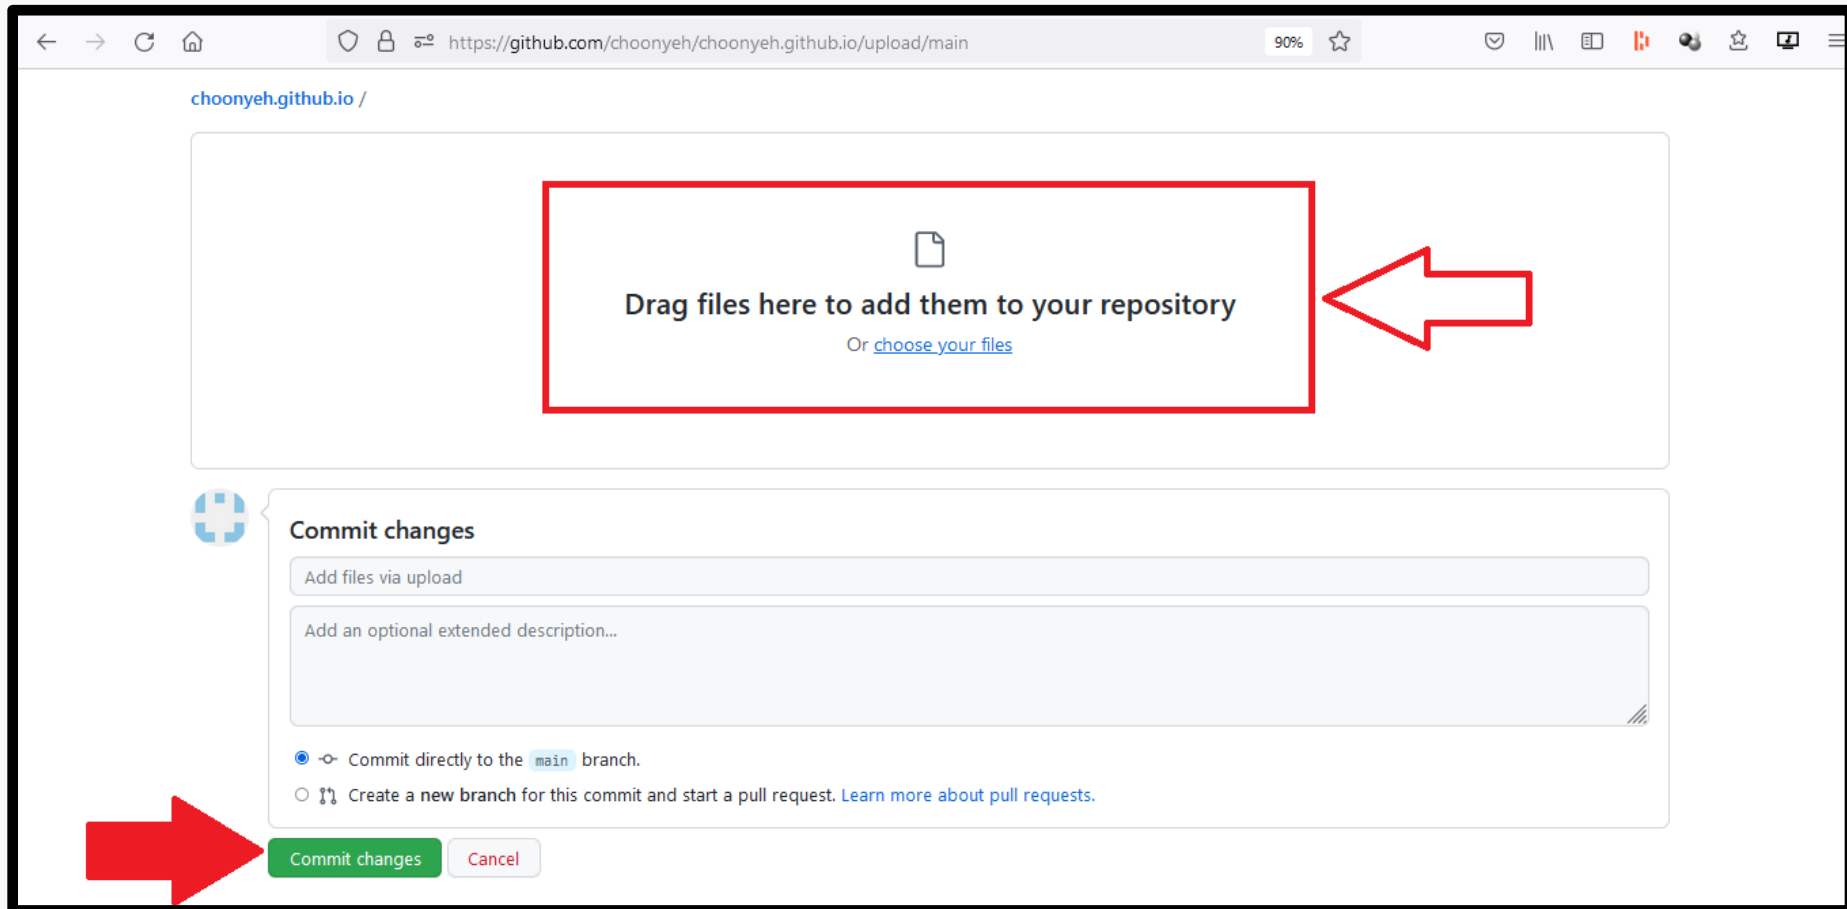 https://github.com/choonyeh/choonyeh.github.io/upload/main
90%
choonyeh.github.io /
Drag files here to add them to your repository
Or choose your files
Commit changes
Add files via upload
Add an optional extended description...
Commit directly to the main branch.
Create a new branch for this commit and start a pull request. Learn more about pull requests.
Commit changes
Cancel